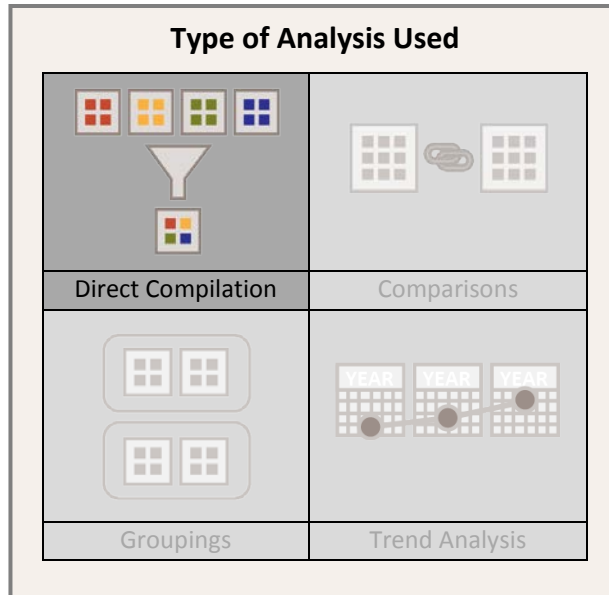 Type of Analysis Used
Direct Compilation
Comparisons
YEAR YEAR YEAR
Groupings
Trend Analysis